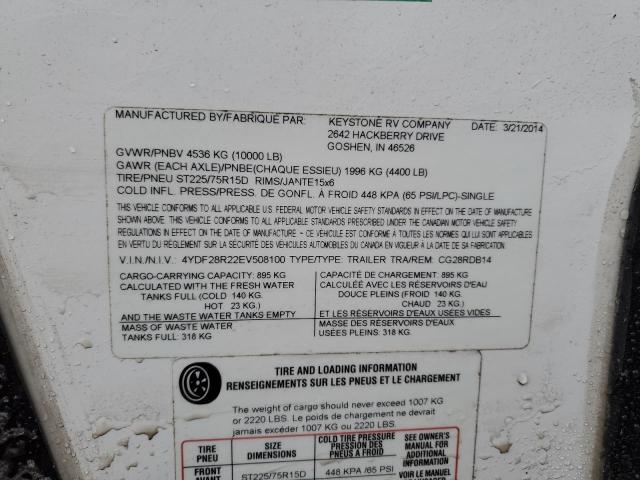 MANUFACTURED BY/FABRIQUÉ PAR: KEYSTONE RV COMPANY DATE: 3/21/2014
2642 HACKBERRY DRIVE
GOSHEN, IN 46526
GVWR/PNBV 4536 KG (10000 LB)
GAWR (EACH AXLE)/PNBE(CHAQUE ESSIEU) 1996 KG (4400 LB)
TIRE/PNEU ST225/75R15D RIMS/JANTE15x6
COLD INFL. PRESS/PRESS. DE GONFL. À FROID 448 KPA (65 PSI/LPC)-SINGLE
THIS VEHICLE CONFORMS TO ALL APPLICABLE U.S. FEDERAL MOTOR VEHICLE SAFETY STANDARDS IN EFFECT ON THE DATE OF MANUFACTURE
SHOWN ABOVE. THIS VEHICLE CONFORMS TO ALL APPLICABLE STANDARDS PRESCRIBED UNDER THE CANADIAN MOTOR VEHICLE SAFETY
REGULATIONS IN EFFECT ON THE DATE OF MANUFACTURE. - CE VÉHICULE EST CONFORME À TOUTES LES NORMES QUI LUI SONT APPLICABLES
EN VERTU DU RÈGLEMENT SUR LA SÉCURITÉ DES VÉHICULES AUTOMOBILES DU CANADA EN VIGUEUR À LA DATE DE SA FABRICATION.
V.I.N./N.I.V.: 4YDF28R22EV508100 TYPE/TYPE: TRAILER TRA/REM: CG28RDB14
CARGO-CARRYING CAPACITY: 895 KG
CALCULATED WITH THE FRESH WATER
TANKS FULL: (COLD 140 KG.
HOT 23 KG.)
AND THE WASTE WATER TANKS EMPTY
MASS OF WASTE WATER
TANKS FULL: 318 KG
CAPACITÉ DE CHARGEMENT: 895 KG
CALCULÉE AVEC LES RÉSERVOIRS D'EAU
DOUCE PLEINS (FROID 140 KG.
CHAUD 23 KG.)
ET LES RÉSERVOIRS D'EAUX USÉES VIDES
MASSE DES RÉSERVOIRS D'EAUX
USÉES PLEINS: 318 KG.
TIRE AND LOADING INFORMATION
RENSEIGNEMENTS SUR LES PNEUS ET LE CHARGEMENT
The weight of cargo should never exceed 1007 KG
or 2220 LBS. Le poids de chargement ne devrait
jamais excéder 1007 KG ou 2220 LBS.
TIRE
PNEU
SIZE
DIMENSIONS
COLD TIRE PRESSURE
PRESSION DES
PNEUS A FROID
SEE OWNER'S
MANUAL FOR
ADDITIONAL
INFORMATION
VOIR LE MANUEL
FRONT
AVANT
ST225/75R15D
448 KPA /65 PSI